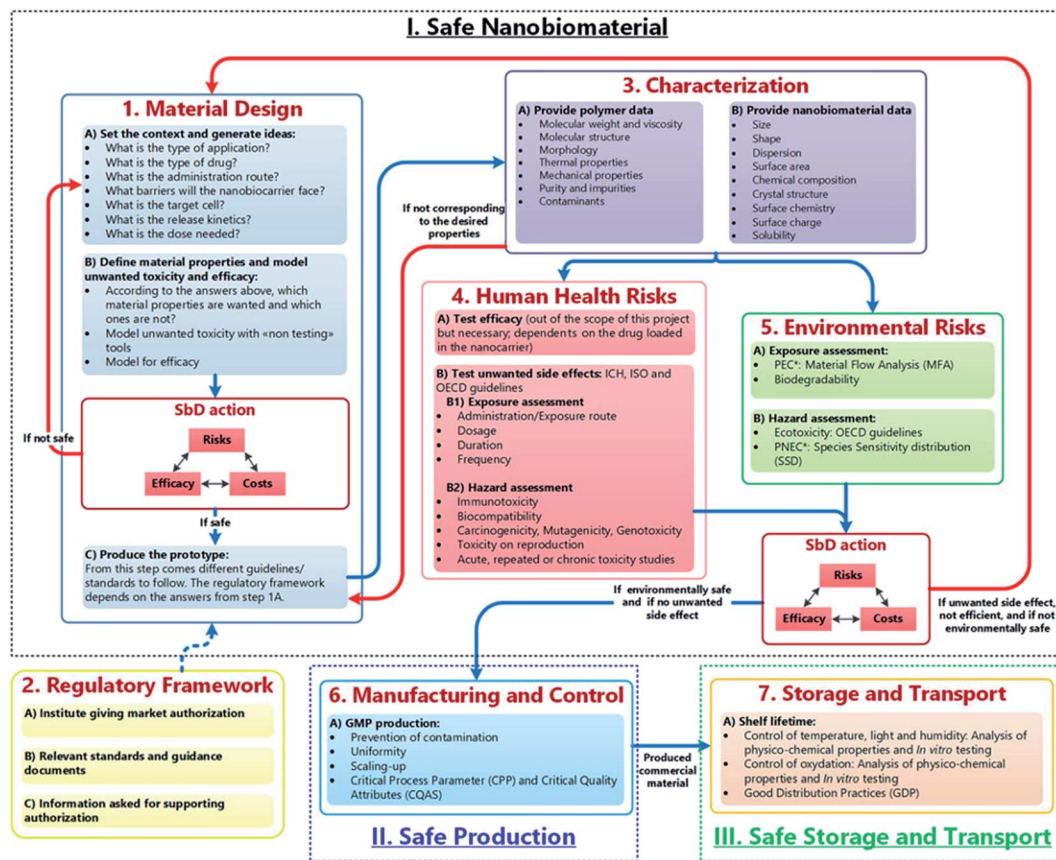 I. Safe Nanobiomaterial
1. Material Design
A) Set the context and generate ideas:
• What is the type of application?
• What is the type of drug?
• What is the administration route?
• What barriers will the nanobiocarrier face?
• What is the target cell?
• What is the release kinetics?
• What is the dose needed?
B) Define material properties and model
unwanted toxicity and efficacy:
• According to the answers above, which
material properties are wanted and which
ones are not?
• Model unwanted toxicity with «non testing»
tools
• Model for efficacy
SbD action
Risks
Efficacy
Costs
If not safe
If safe
C) Produce the prototype:
From this step comes different guidelines/
standards to follow. The regulatory framework
depends on the answers from step 1A.
2. Regulatory Framework
A) Institute giving market authorization
B) Relevant standards and guidance
documents
C) Information asked for supporting
authorization
3. Characterization
A) Provide polymer data
• Molecular weight and viscosity
• Molecular structure
• Morphology
• Thermal properties
• Mechanical properties
• Purity and impurities
• Contaminants
B) Provide nanobiomaterial data
• Size
• Shape
• Dispersion
• Surface area
• Chemical composition
• Crystal structure
• Surface chemistry
• Surface charge
• Solubility
If not corresponding
to the desired
properties
4. Human Health Risks
A) Test efficacy (out of the scope of this project
but necessary; dependents on the drug loaded
in the nanocarrier)
B) Test unwanted side effects: ICH, ISO and
OECD guidelines
B1) Exposure assessment
• Administration/Exposure route
• Dosage
• Duration
• Frequency
B2) Hazard assessment
• Immunotoxicity
• Biocompatibility
• Carcinogenicity, Mutagenicity, Genotoxicity
• Toxicity on reproduction
• Acute, repeated or chronic toxicity studies
5. Environmental Risks
A) Exposure assessment:
• PEC*: Material Flow Analysis (MFA)
• Biodegradability
B) Hazard assessment:
• Ecotoxicity: OECD guidelines
• PNEC*: Species Sensitivity distribution
(SSD)
SbD action
Risks
Efficacy
Costs
If environmentally safe
and if no unwanted
side effect
If unwanted side effect,
not efficient, and if not
environmentally safe
6. Manufacturing and Control
A) GMP production:
• Prevention of contamination
• Uniformity
• Scaling-up
• Critical Process Parameter (CPP) and Critical Quality
Attributes (CQAS)
II. Safe Production
Produced
commercial
material
7. Storage and Transport
A) Shelf lifetime:
• Control of temperature, light and humidity: Analysis of
physico-chemical properties and In vitro testing
• Control of oxydation: Analysis of physico-chemical
properties and In vitro testing
• Good Distribution Practices (GDP)
III. Safe Storage and Transport